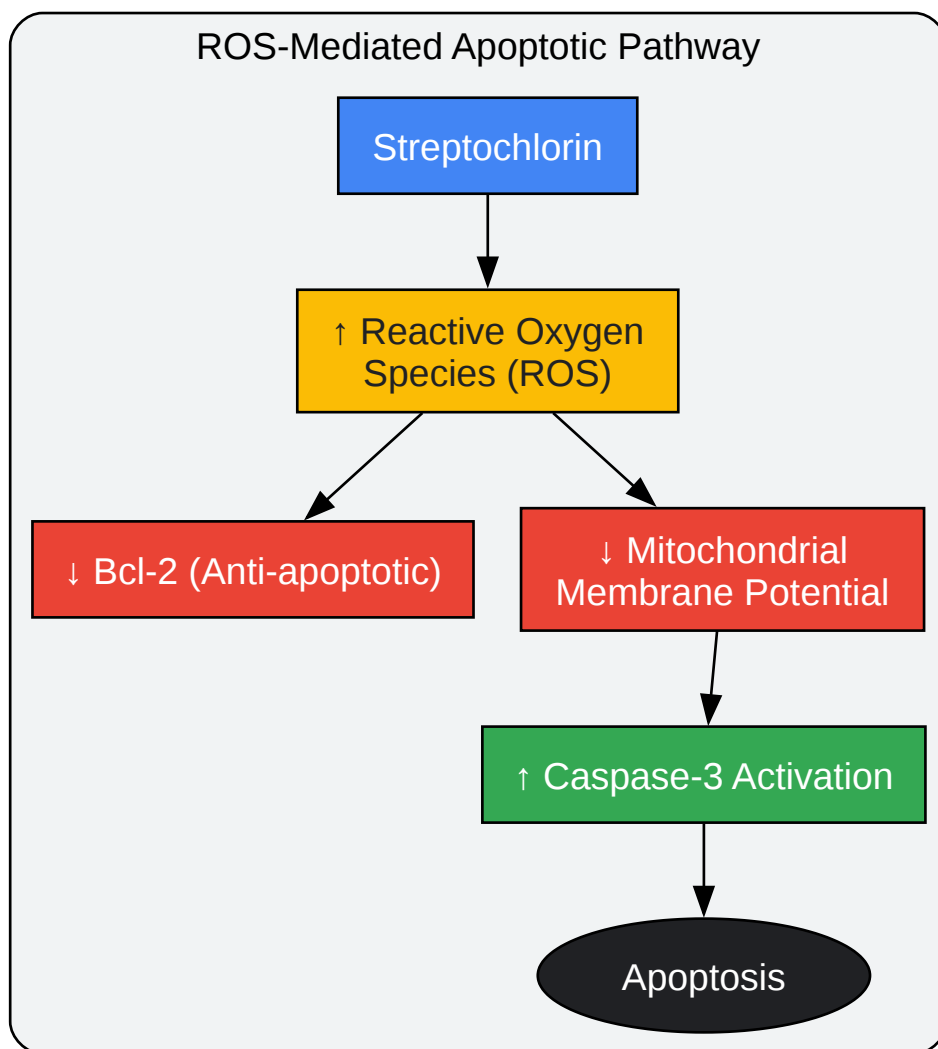 ROS-Mediated Apoptotic Pathway
Streptochlorin
↑ Reactive Oxygen
Species (ROS)
↓ Bcl-2 (Anti-apoptotic)
↓ Mitochondrial
Membrane Potential
↑ Caspase-3 Activation
Apoptosis